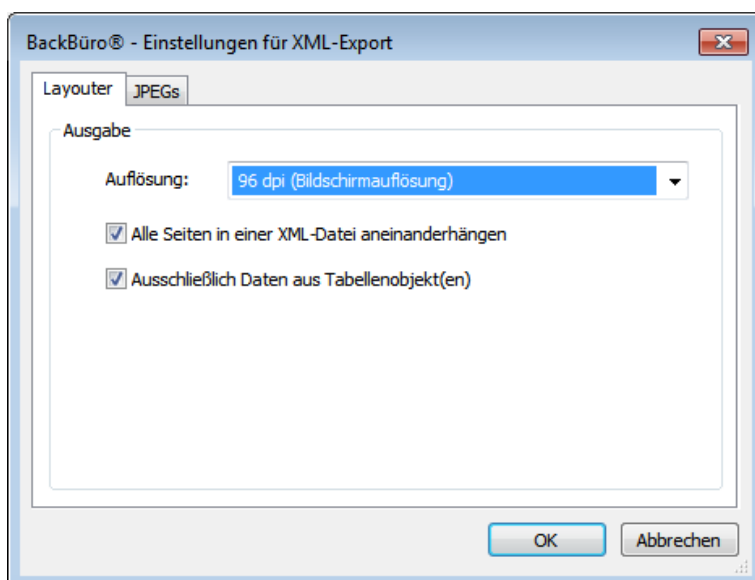 BackBüro® - Einstellungen für XML-Export
Layouter JPEGs
Ausgabe
Auflösung: 96 dpi (Bildschirmauflösung)
Alle Seiten in einer XML-Datei aneinanderhängen
Ausschließlich Daten aus Tabellenobjekt(en)
OK Abbrechen